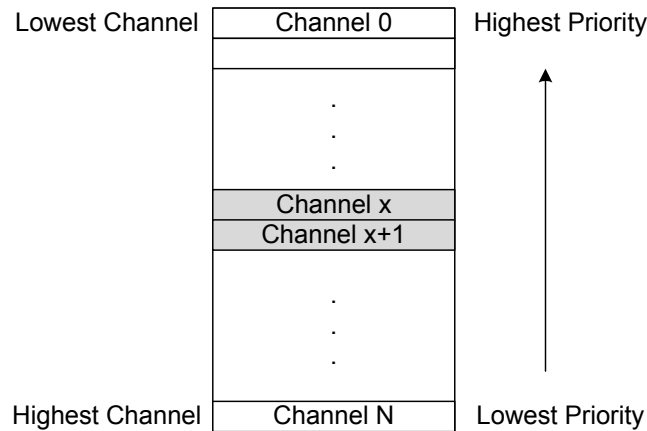 Lowest Channel Channel 0 Highest Priority
.
.
.
Channel x
Channel x+1
.
.
.
Highest Channel Channel N Lowest Priority